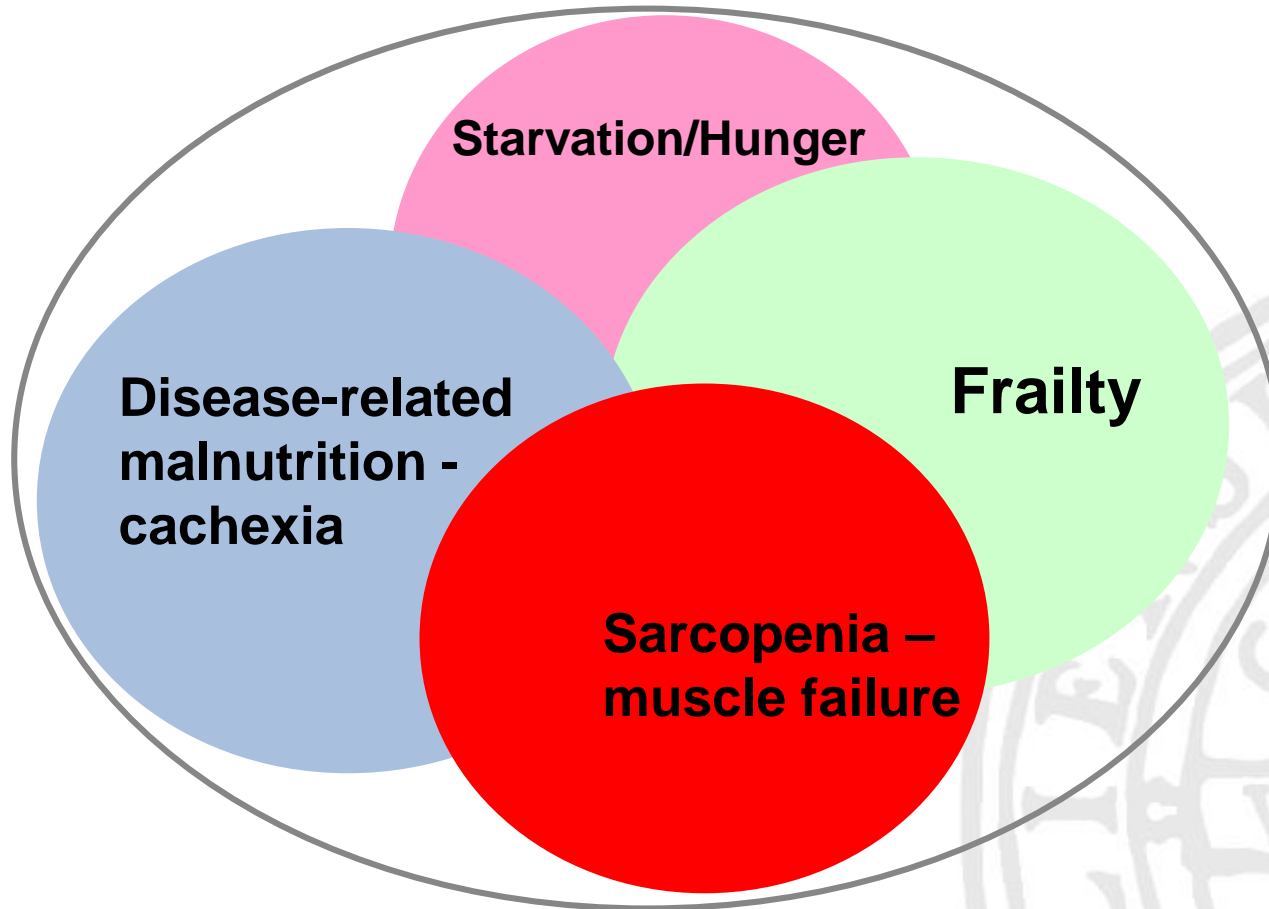 Starvation/Hunger
Frailty
Disease-related
malnutrition -
cachexia
Sarcopenia –
muscle failure